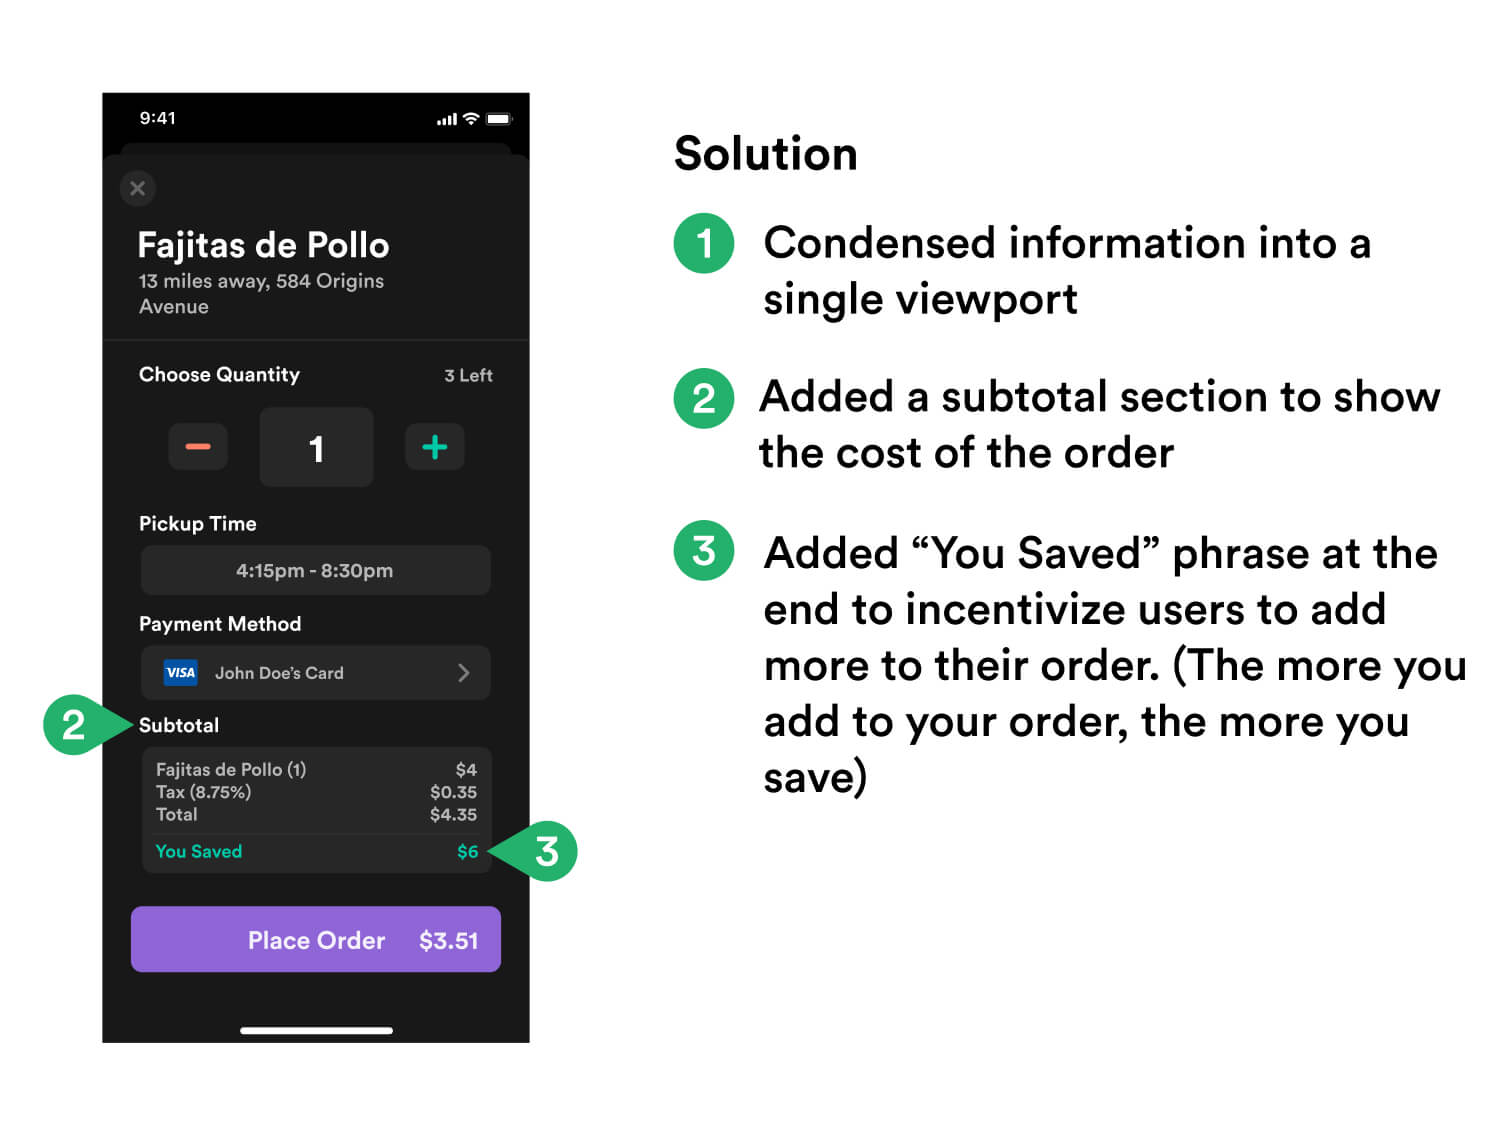 9:41
Fajitas de Pollo
13 miles away, 584 Origins
Avenue
Choose Quantity 3 Left
1
Pickup Time
4:15pm - 8:30pm
Payment Method
VISA John Doe's Card
2 Subtotal
Fajitas de Pollo (1) $4
Tax (8.75%) $0.35
Total $4.35
You Saved $6 3
Place Order $3.51
Solution
1 Condensed information into a
single viewport
2 Added a subtotal section to show
the cost of the order
3 Added “You Saved” phrase at the
end to incentivize users to add
more to their order. (The more you
add to your order, the more you
save)